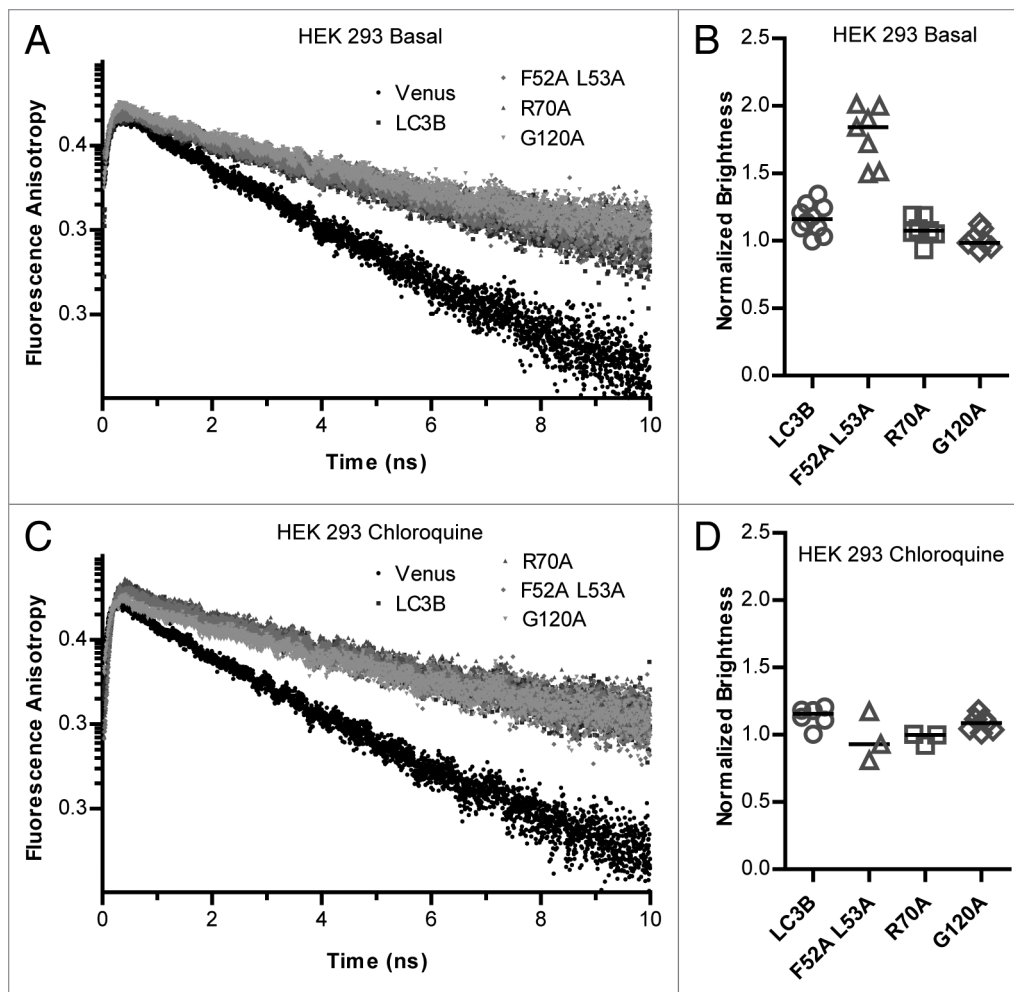 A
HEK 293 Basal
Fluorescence Anisotropy
0.4
0.3
0.3
Venus
LC3B
F52A L53A
R70A
G120A
0 2 4 6 8 10
Time (ns)
B
HEK 293 Basal
Normalized Brightness
2.5
2.0
1.5
1.0
0.5
0.0
LC3B
F52A L53A
R70A
G120A
C
HEK 293 Chloroquine
Fluorescence Anisotropy
0.4
0.3
0.3
Venus
LC3B
R70A
F52A L53A
G120A
0 2 4 6 8 10
Time (ns)
D
HEK 293 Chloroquine
Normalized Brightness
2.5
2.0
1.5
1.0
0.5
0.0
LC3B
F52A L53A
R70A
G120A